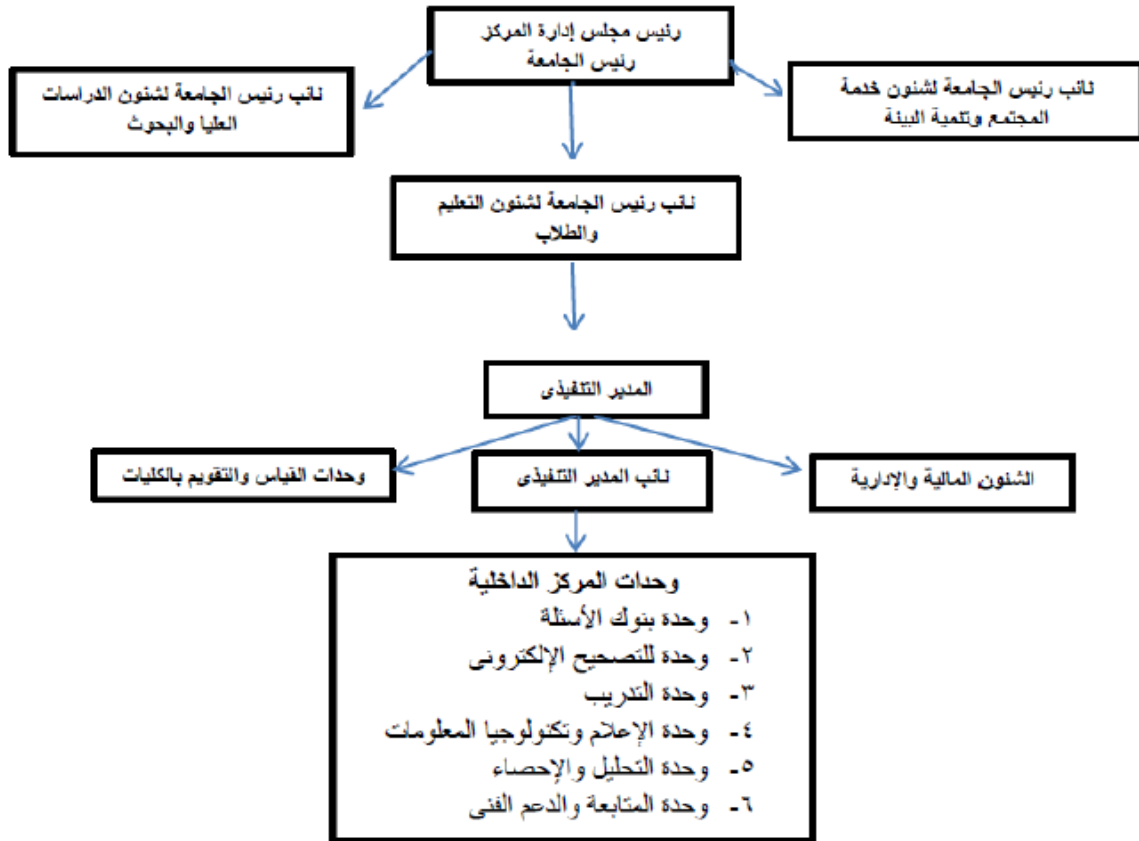 رئيس مجلس إدارة المركز
رئيس الجامعة
نائب رئيس الجامعة لشئون خدمة
المجتمع وتنمية البيئة
نائب رئيس الجامعة لشئون الدراسات
العليا والبحوث
نائب رئيس الجامعة لشئون التعليم
والطلاب
المدير التنفيذى
الشئون المالية والإدارية
نائب المدير التنفيذى
وحدات القياس والتقويم بالكليات
وحدات المركز الداخلية
١- وحدة بنوك الأسئلة
٢- وحدة للتصحيح الإلكترونى
٣- وحدة التدريب
٤- وحدة الإعلام وتكنولوجيا المعلومات
٥- وحدة التحليل والإحصاء
٦- وحدة المتابعة والدعم الفنى